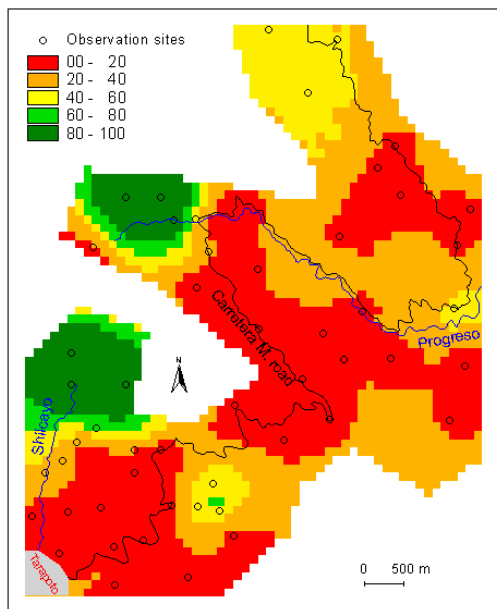 Observation sites
00 - 20
20 - 40
40 - 60
60 - 80
80 - 100
Carretera M. road
Progreso
N
Shilcayo
Tarapoto
0 500 m